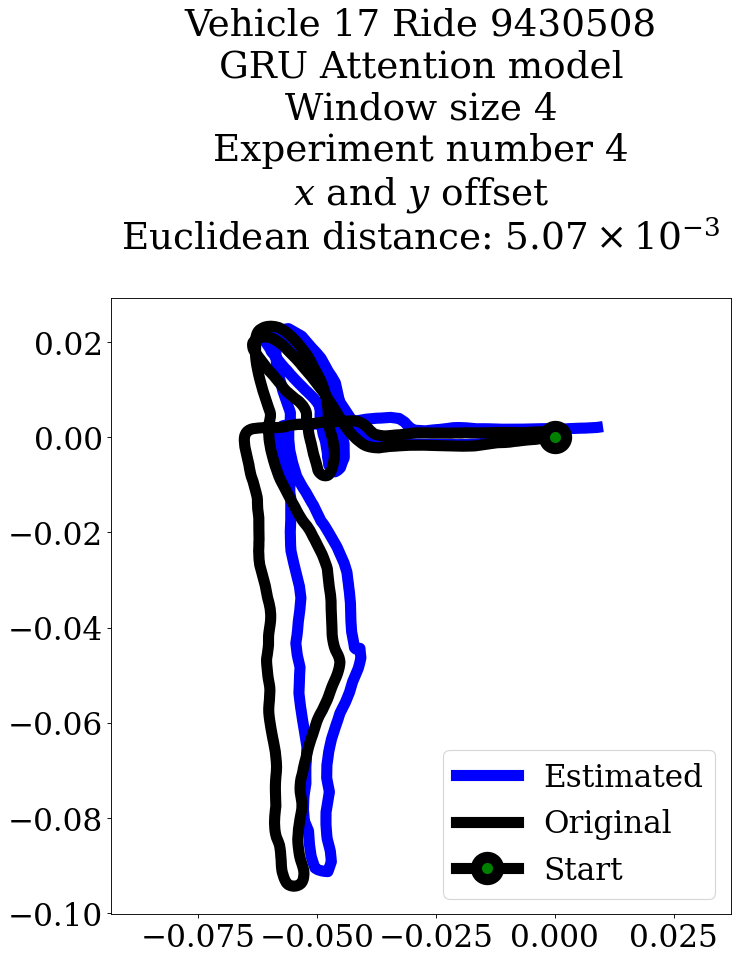 Vehicle 17 Ride 9430508
GRU Attention model
Window size 4
Experiment number 4
x and y offset
Euclidean distance: 5.07 × 10⁻³
0.02
0.00
−0.02
−0.04
−0.06
−0.08
−0.10
−0.075 −0.050 −0.025 0.000 0.025
Estimated
Original
Start